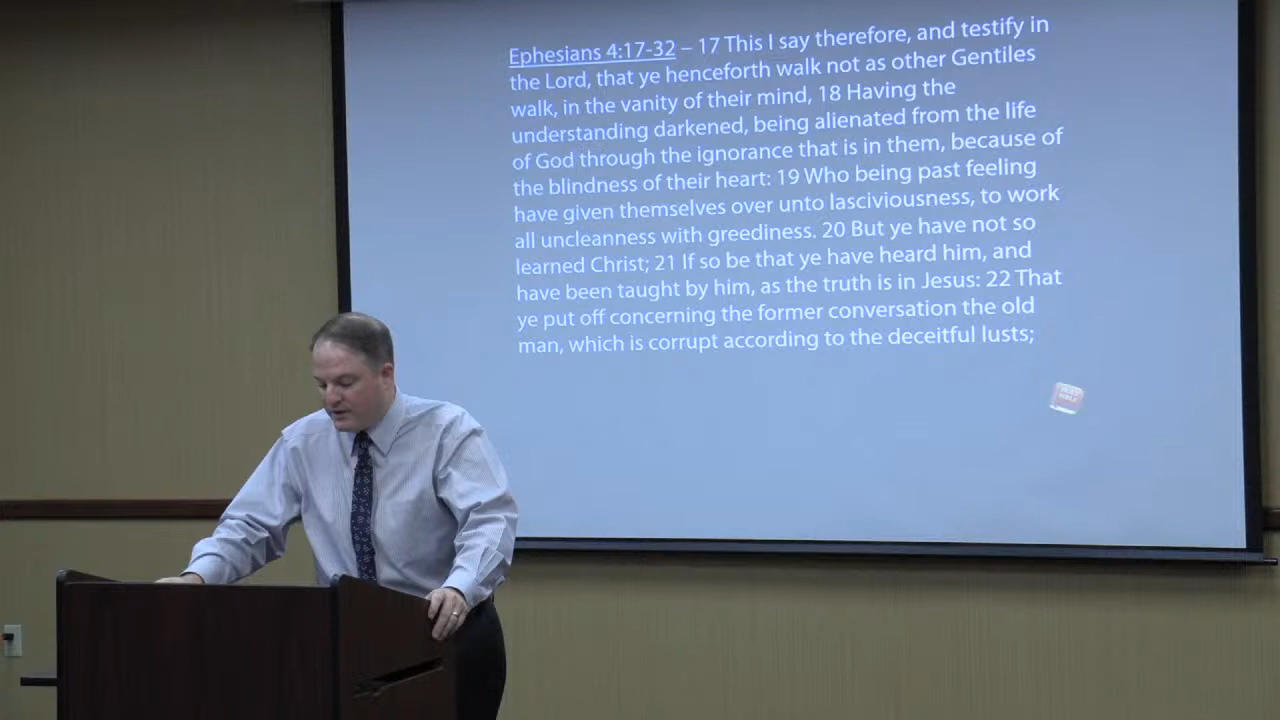 Ephesians 4:17-32 – 17 This I say therefore, and testify in
the Lord, that ye henceforth walk not as other Gentiles
walk, in the vanity of their mind, 18 Having the
understanding darkened, being alienated from the life
of God through the ignorance that is in them, because of
the blindness of their heart: 19 Who being past feeling
have given themselves over unto lasciviousness, to work
all uncleanness with greediness. 20 But ye have not so
learned Christ; 21 If so be that ye have heard him, and
have been taught by him, as the truth is in Jesus: 22 That
ye put off concerning the former conversation the old
man, which is corrupt according to the deceitful lusts;
HOLY
BIBLE